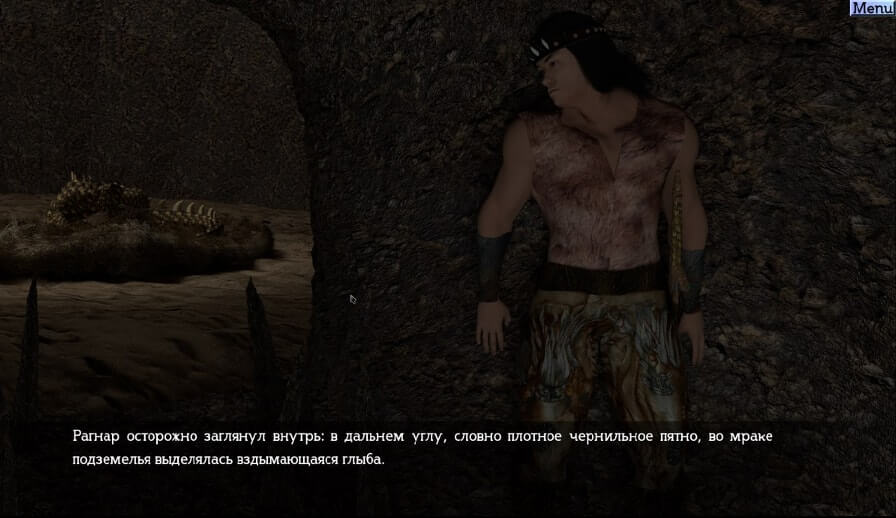 Menu
Рагнар осторожно заглянул внутрь: в дальнем углу, словно плотное чернильное пятно, во мраке
подземелья выделялась вздымающаяся глыба.